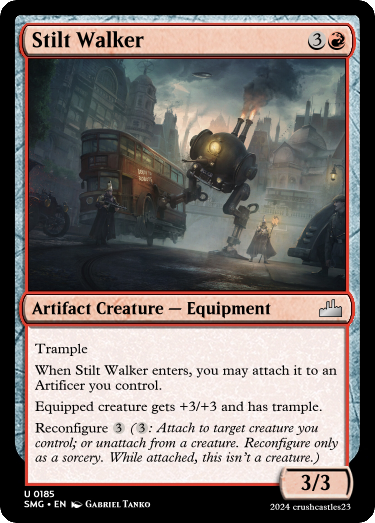 Stilt Walker 3
Artifact Creature — Equipment
Trample
When Stilt Walker enters, you may attach it to an
Artificer you control.
Equipped creature gets +3/+3 and has trample.
Reconfigure 3 (3: Attach to target creature you
control; or unattach from a creature. Reconfigure only
as a sorcery. While attached, this isn't a creature.)
3/3
U 0185
SMG • EN Gabriel Tanko
2024 crushcastles23